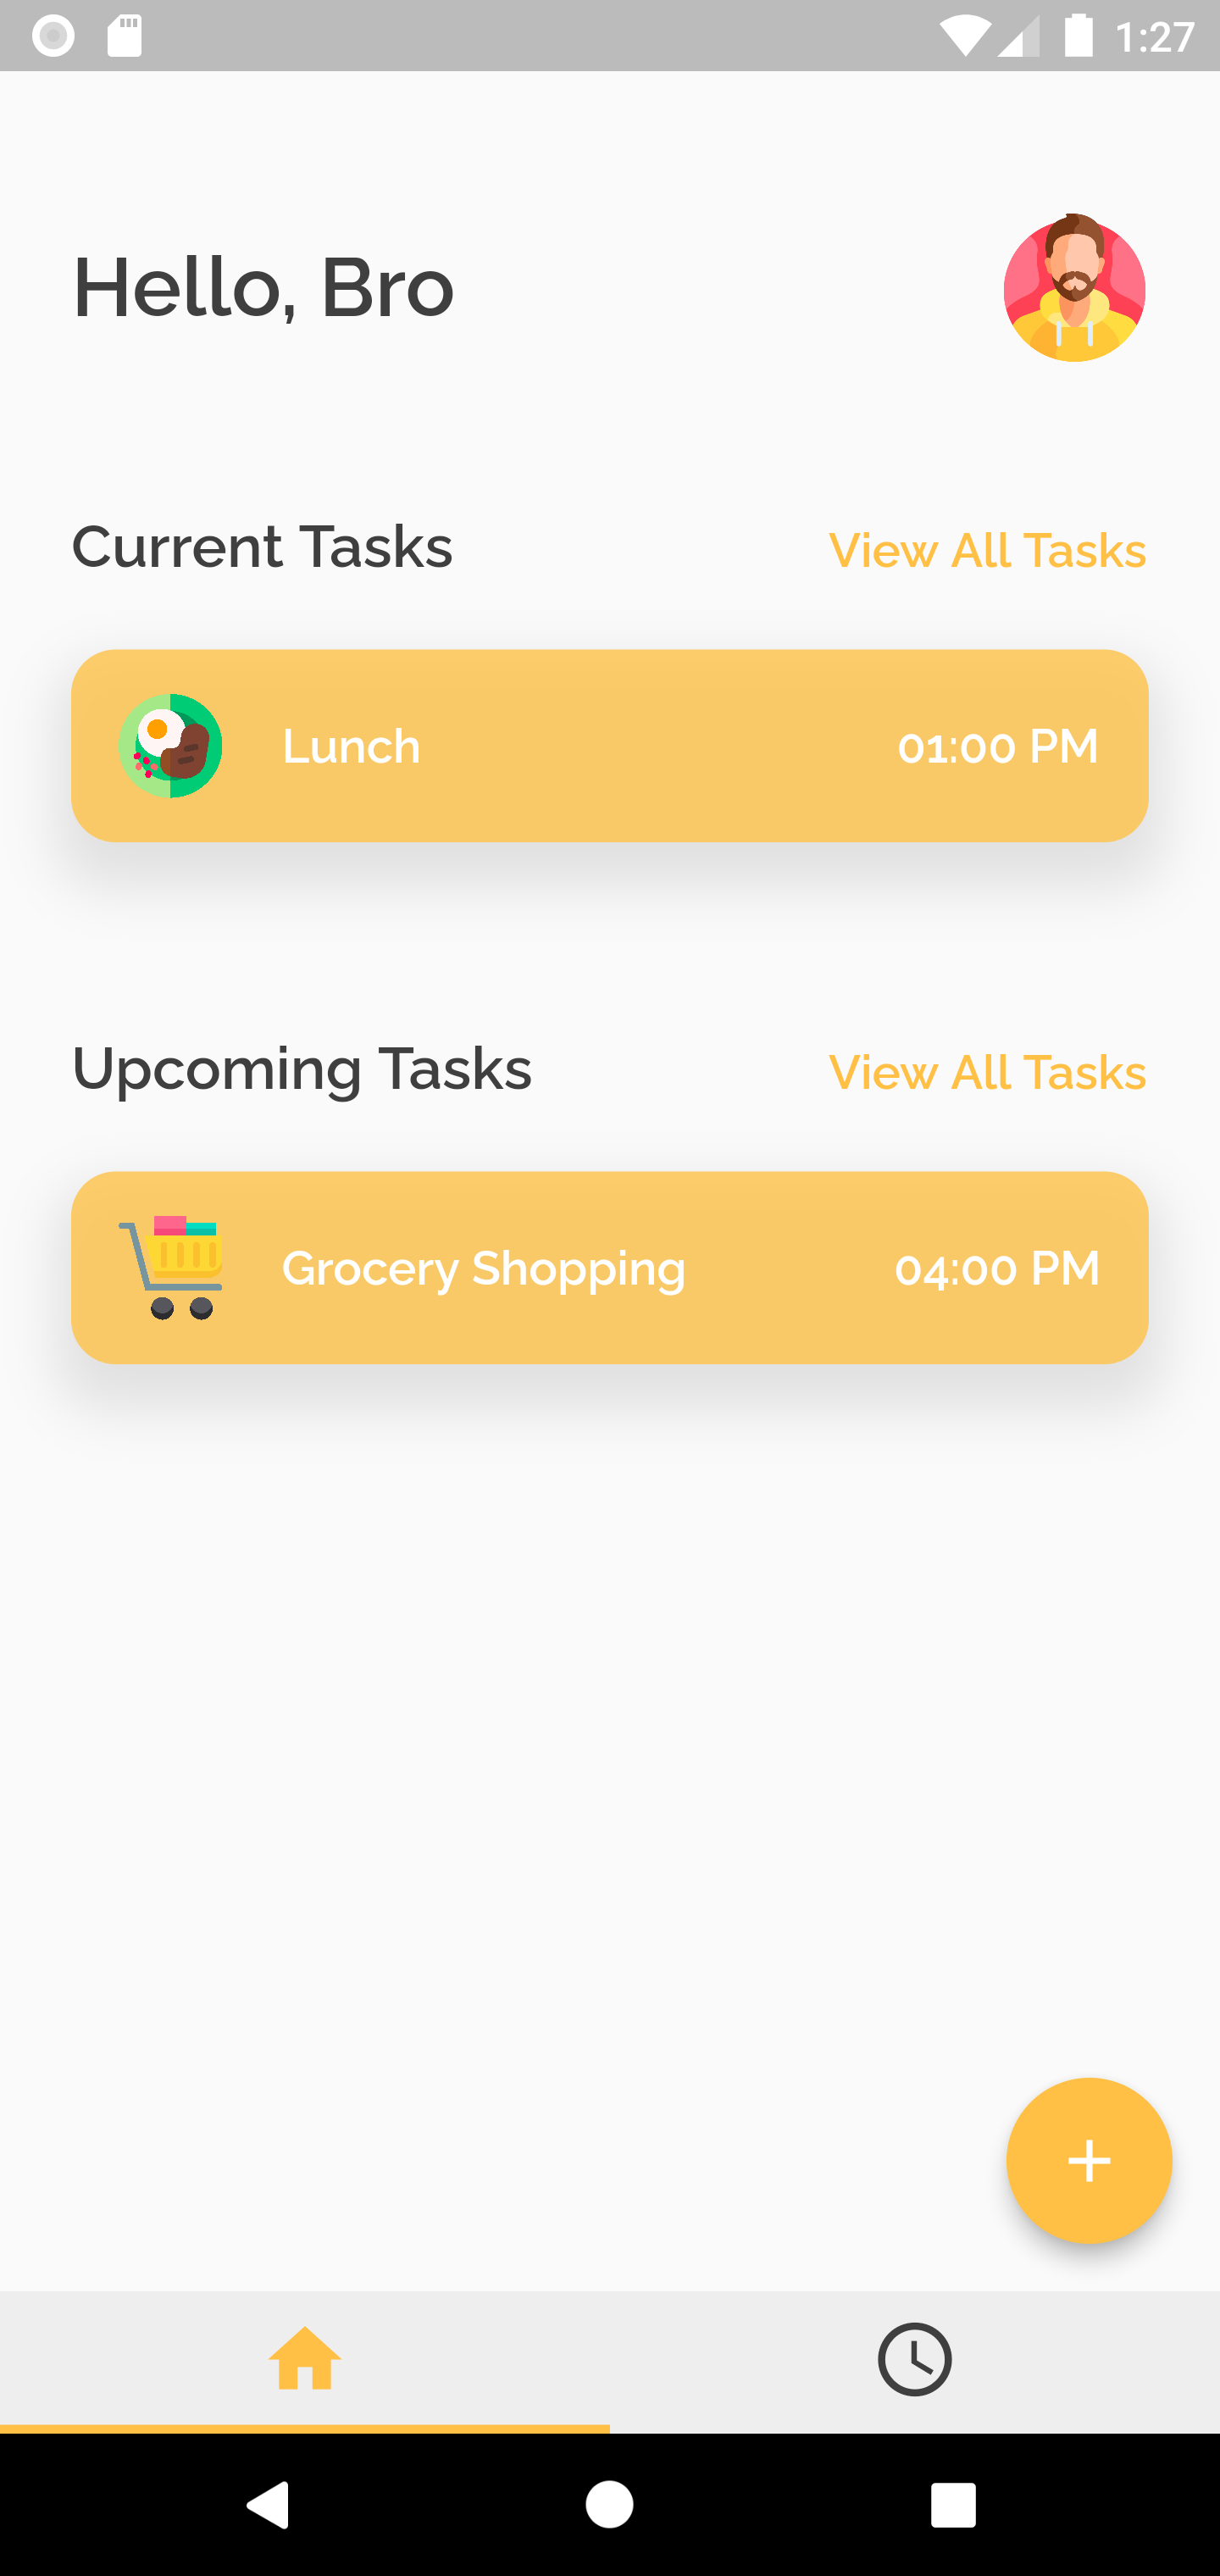 1:27
Hello, Bro
Current Tasks
View All Tasks
Lunch
01:00 PM
Upcoming Tasks
View All Tasks
Grocery Shopping
04:00 PM